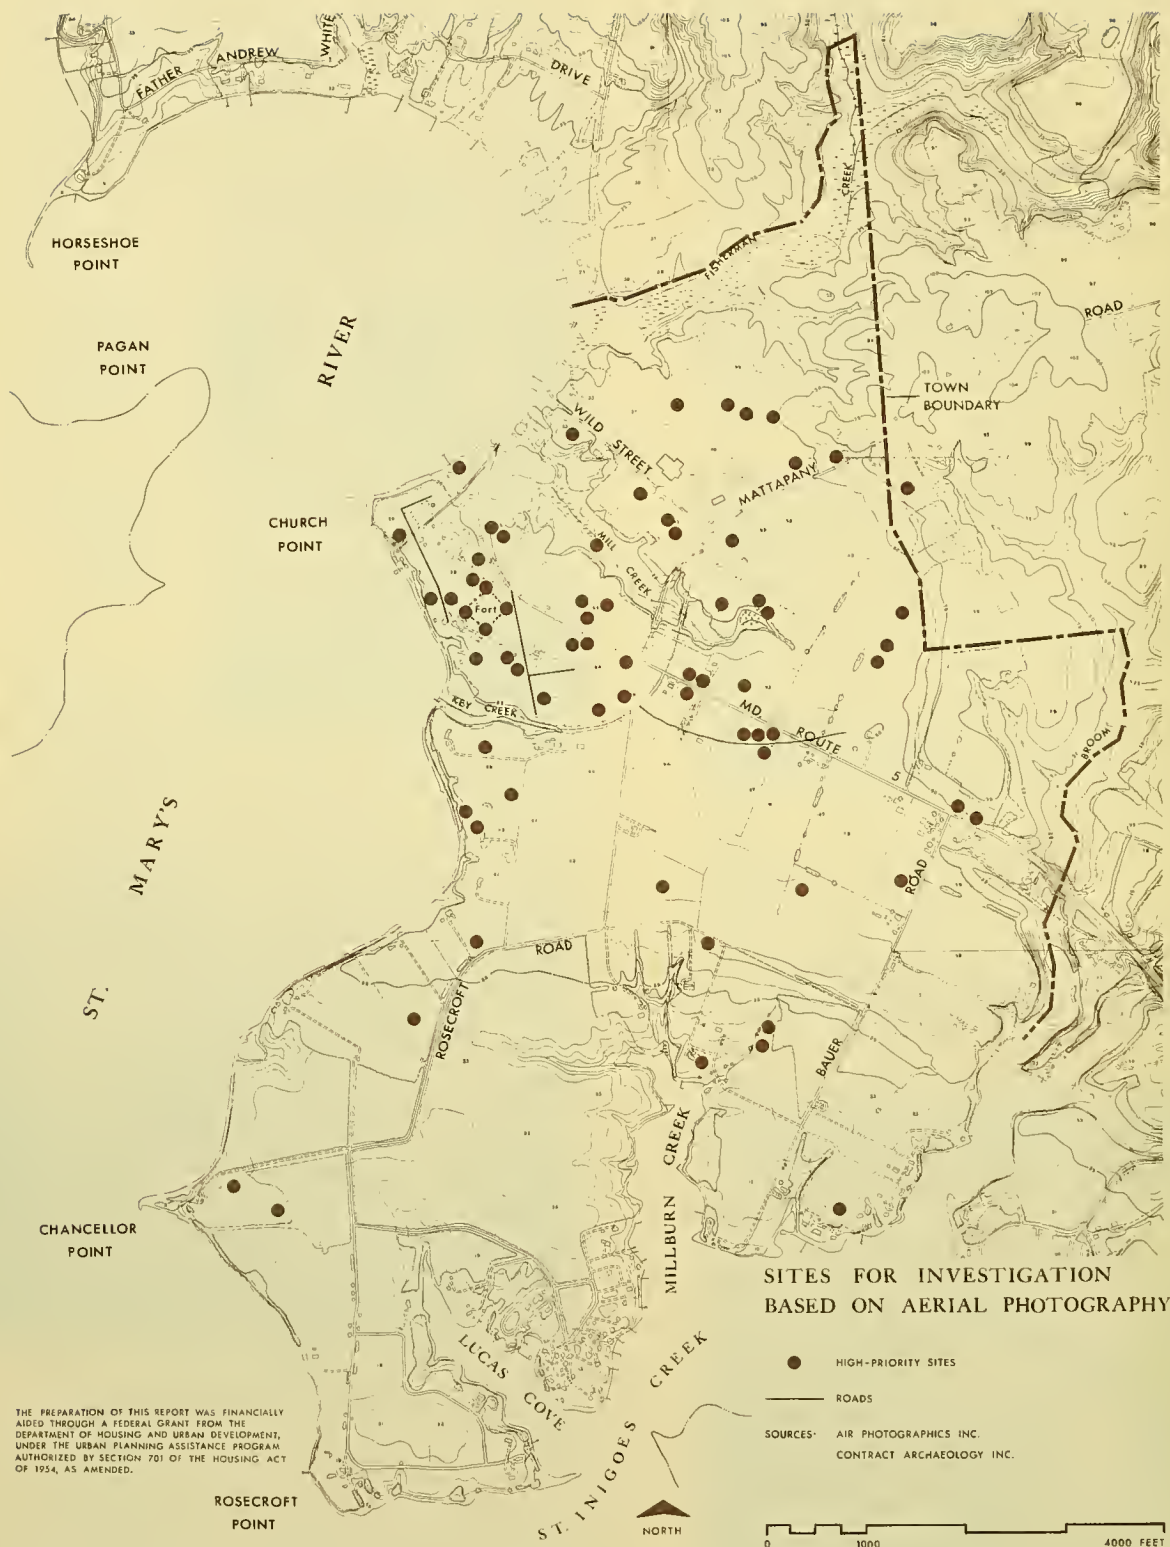 FATHER ANDREW WHITE DRIVE
CREEK
FISHERMAN
HORSESHOE
POINT
PAGAN
POINT
RIVER
ROAD
TOWN
BOUNDARY
WILD STREET
MATTAPANY
CHURCH
POINT
MILL
CREEK
Fort
KEY CREEK
MD.
ROUTE
5
BROOM
ST. MARY'S
ROAD
ROAD
ROSECROFT
BAUER
MILLBURN CREEK
CHANCELLOR
POINT
LUCAS
COVE
ST. INIGOES CREEK
ROSECROFT
POINT
THE PREPARATION OF THIS REPORT WAS FINANCIALLY
AIDED THROUGH A FEDERAL GRANT FROM THE
DEPARTMENT OF HOUSING AND URBAN DEVELOPMENT,
UNDER THE URBAN PLANNING ASSISTANCE PROGRAM
AUTHORIZED BY SECTION 701 OF THE HOUSING ACT
OF 1954, AS AMENDED.
NORTH
SITES FOR INVESTIGATION
BASED ON AERIAL PHOTOGRAPHY
HIGH-PRIORITY SITES
ROADS
SOURCES· AIR PHOTOGRAPHICS INC.
CONTRACT ARCHAEOLOGY INC.
0 1000 4000 FEET